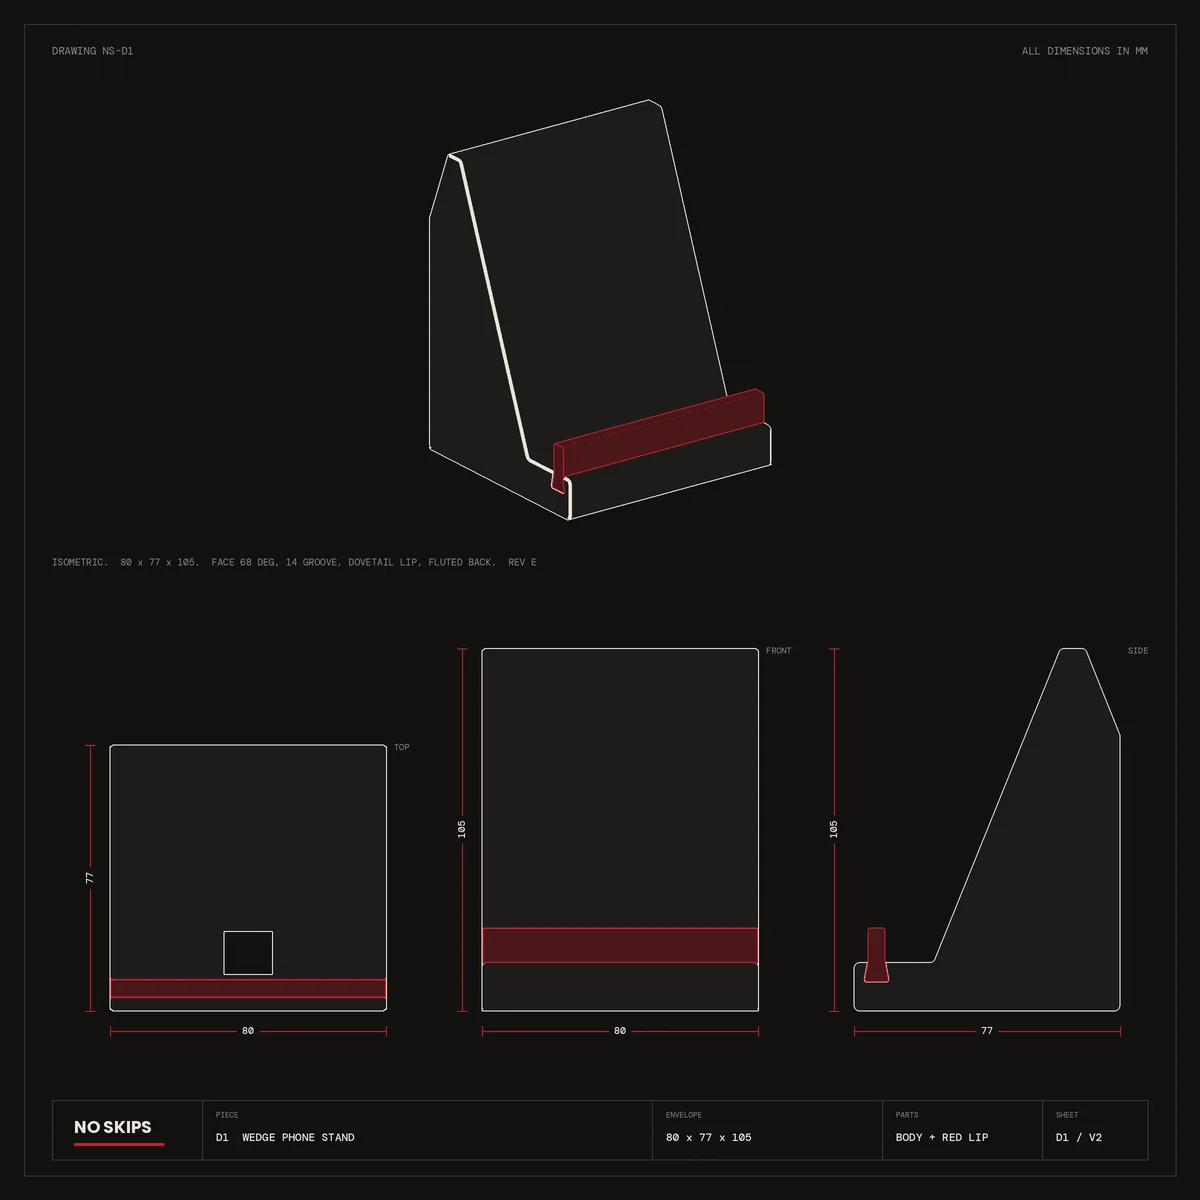 DRAWING NS-D1
ALL DIMENSIONS IN MM
ISOMETRIC.  80 x 77 x 105.  FACE 68 DEG, 14 GROOVE, DOVETAIL LIP, FLUTED BACK.  REV E
FRONT
SIDE
TOP
77
105
105
80
80
77
NO SKIPS
PIECE
D1  WEDGE PHONE STAND
ENVELOPE
80 x 77 x 105
PARTS
BODY + RED LIP
SHEET
D1 / V2